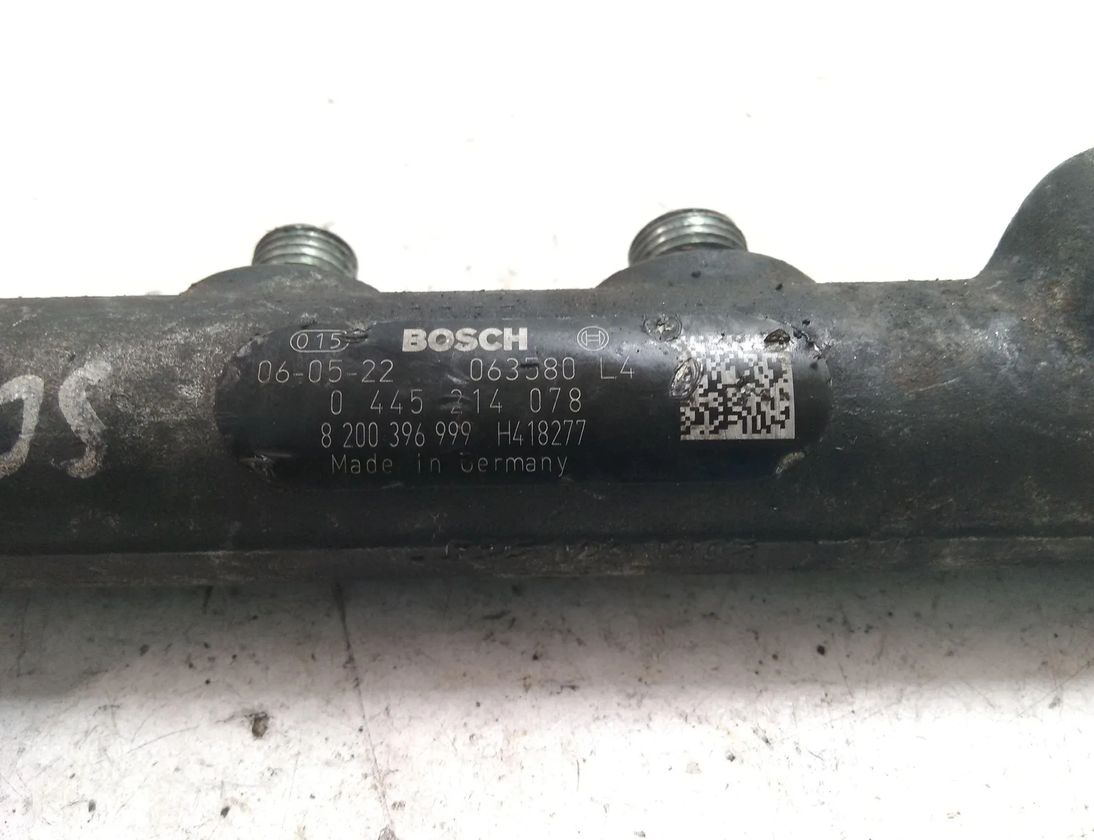 015 BOSCH
06-05-22 063580 L4
0 445 214 078
8 200 396 999 H418277
Made in Germany